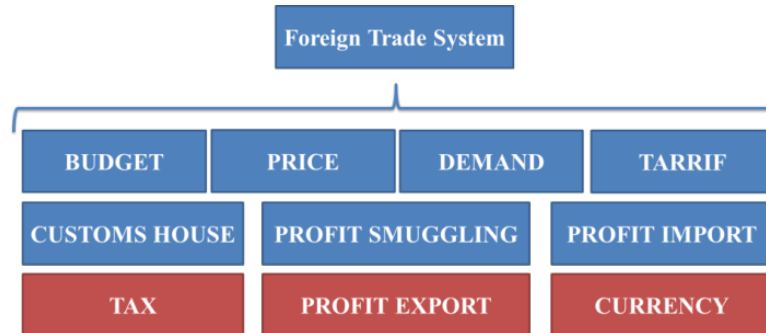 Foreign Trade System
BUDGET
PRICE
DEMAND
TARRIF
CUSTOMS HOUSE
PROFIT SMUGGLING
PROFIT IMPORT
TAX
PROFIT EXPORT
CURRENCY